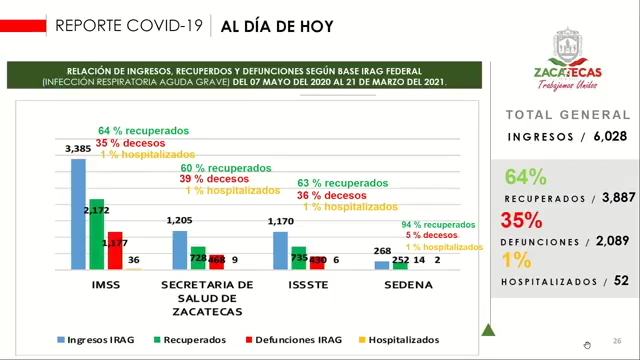 REPORTE COVID-19 AL DÍA DE HOY
RELACIÓN DE INGRESOS, RECUPERDOS Y DEFUNCIONES SEGÚN BASE IRAG FEDERAL
(INFECCIÓN RESPIRATORIA AGUDA GRAVE) DEL 07 MAYO DEL 2020 AL 21 DE MARZO DEL 2021.
ZACATECAS
Trabajemos Unidos
64 % recuperados
35 % decesos
1 % hospitalizados
3,385
2,172
1,177
36
IMSS
60 % recuperados
39 % decesos
1 % hospitalizados
1,205
728
468
9
SECRETARIA DE
SALUD DE
ZACATECAS
63 % recuperados
36 % decesos
1 % hospitalizados
1,170
735
430
6
ISSSTE
94 % recuperados
5 % decesos
1 % hospitalizados
268
252
14
2
SEDENA
Ingresos IRAG
Recuperados
Defunciones IRAG
Hospitalizados
TOTAL GENERAL
INGRESOS / 6,028
64%
RECUPERADOS / 3,887
35%
DEFUNCIONES / 2,089
1%
HOSPITALIZADOS / 52
26